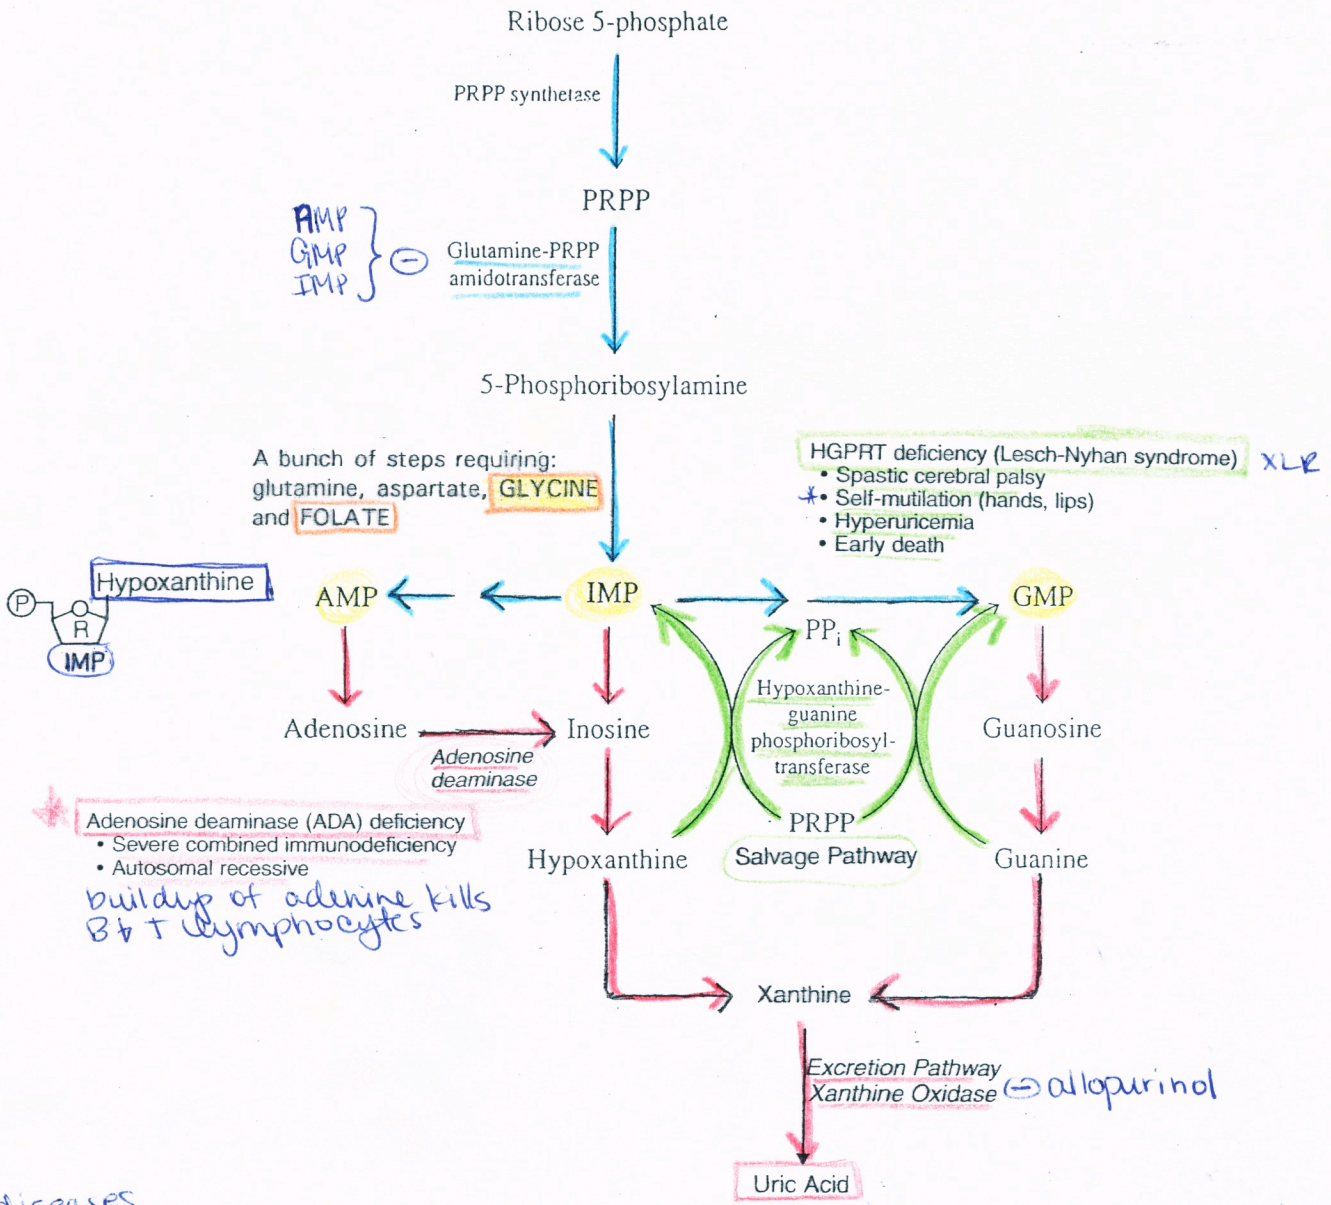 Ribose 5-phosphate
PRPP synthetase
PRPP
AMP
GMP
IMP
Glutamine-PRPP
amidotransferase
5-Phosphoribosylamine
A bunch of steps requiring:
glutamine, aspartate, GLYCINE
and FOLATE
HGPRT deficiency (Lesch-Nyhan syndrome) XLR
• Spastic cerebral palsy
* • Self-mutilation (hands, lips)
• Hyperuricemia
• Early death
Hypoxanthine
P
R
IMP
AMP
IMP
GMP
PPi
Hypoxanthine-
guanine
phosphoribosyl-
transferase
Adenosine
Inosine
Guanosine
Adenosine
deaminase
Adenosine deaminase (ADA) deficiency
• Severe combined immunodeficiency
• Autosomal recessive
buildup of adenine kills
B & T lymphocytes
PRPP
Hypoxanthine
Salvage Pathway
Guanine
Xanthine
Excretion Pathway
Xanthine Oxidase ⊖ allopurinol
Uric Acid
diseases